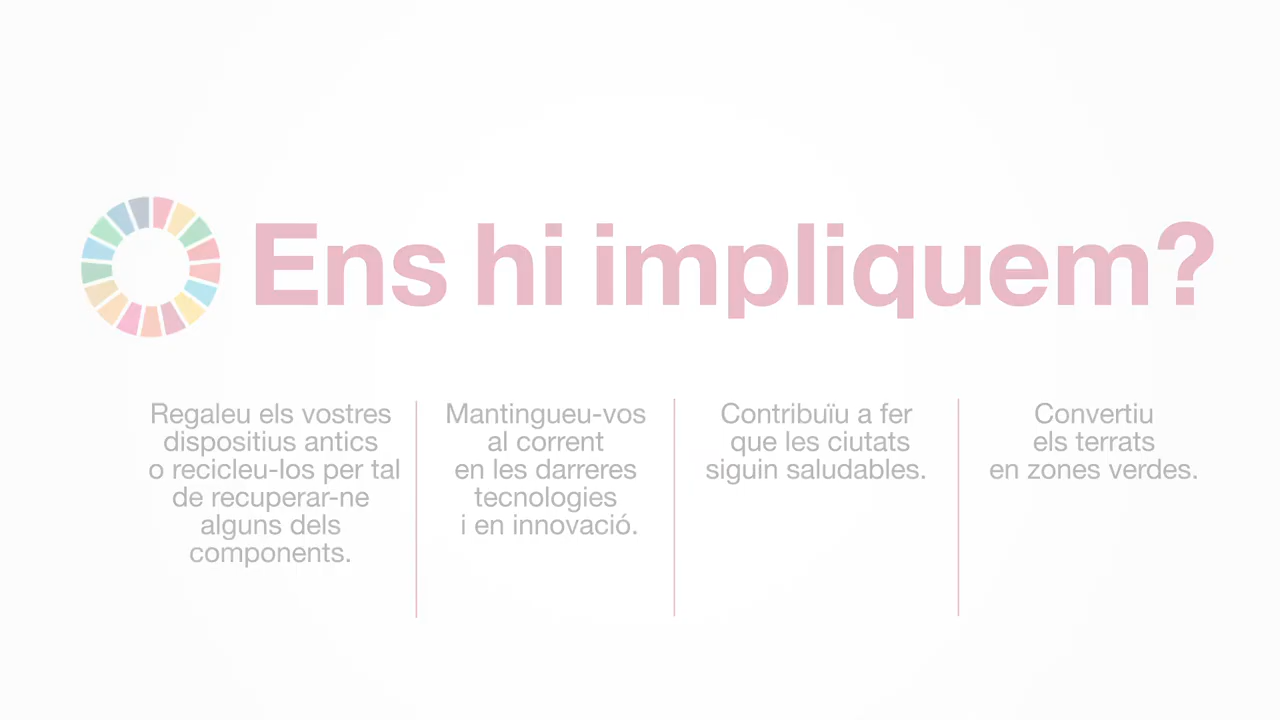 Ens hi impliquem?
Regaleu els vostres
dispositius antics
o recicleu-los per tal
de recuperar-ne
alguns dels
components.
Mantingueu-vos
al corrent
en les darreres
tecnologies
i en innovació.
Contribuïu a fer
que les ciutats
siguin saludables.
Convertiu
els terrats
en zones verdes.